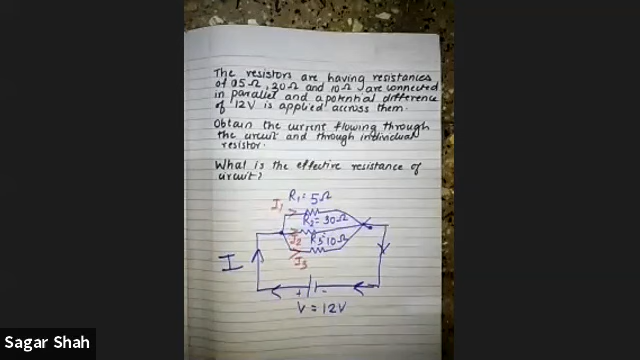 The resistors are having resistances
of 05Ω, 30Ω and 10Ω are connected
in parallel and a potential difference
of 12V is applied accross them.
Obtain the current flowing through
the circuit and through individual
resistor.
What is the effective resistance of
circuit?
R₁ = 5Ω
I₁
R₂ = 30Ω
I₂
R₃ = 10Ω
I₃
I
+ -
V = 12V
Sagar Shah